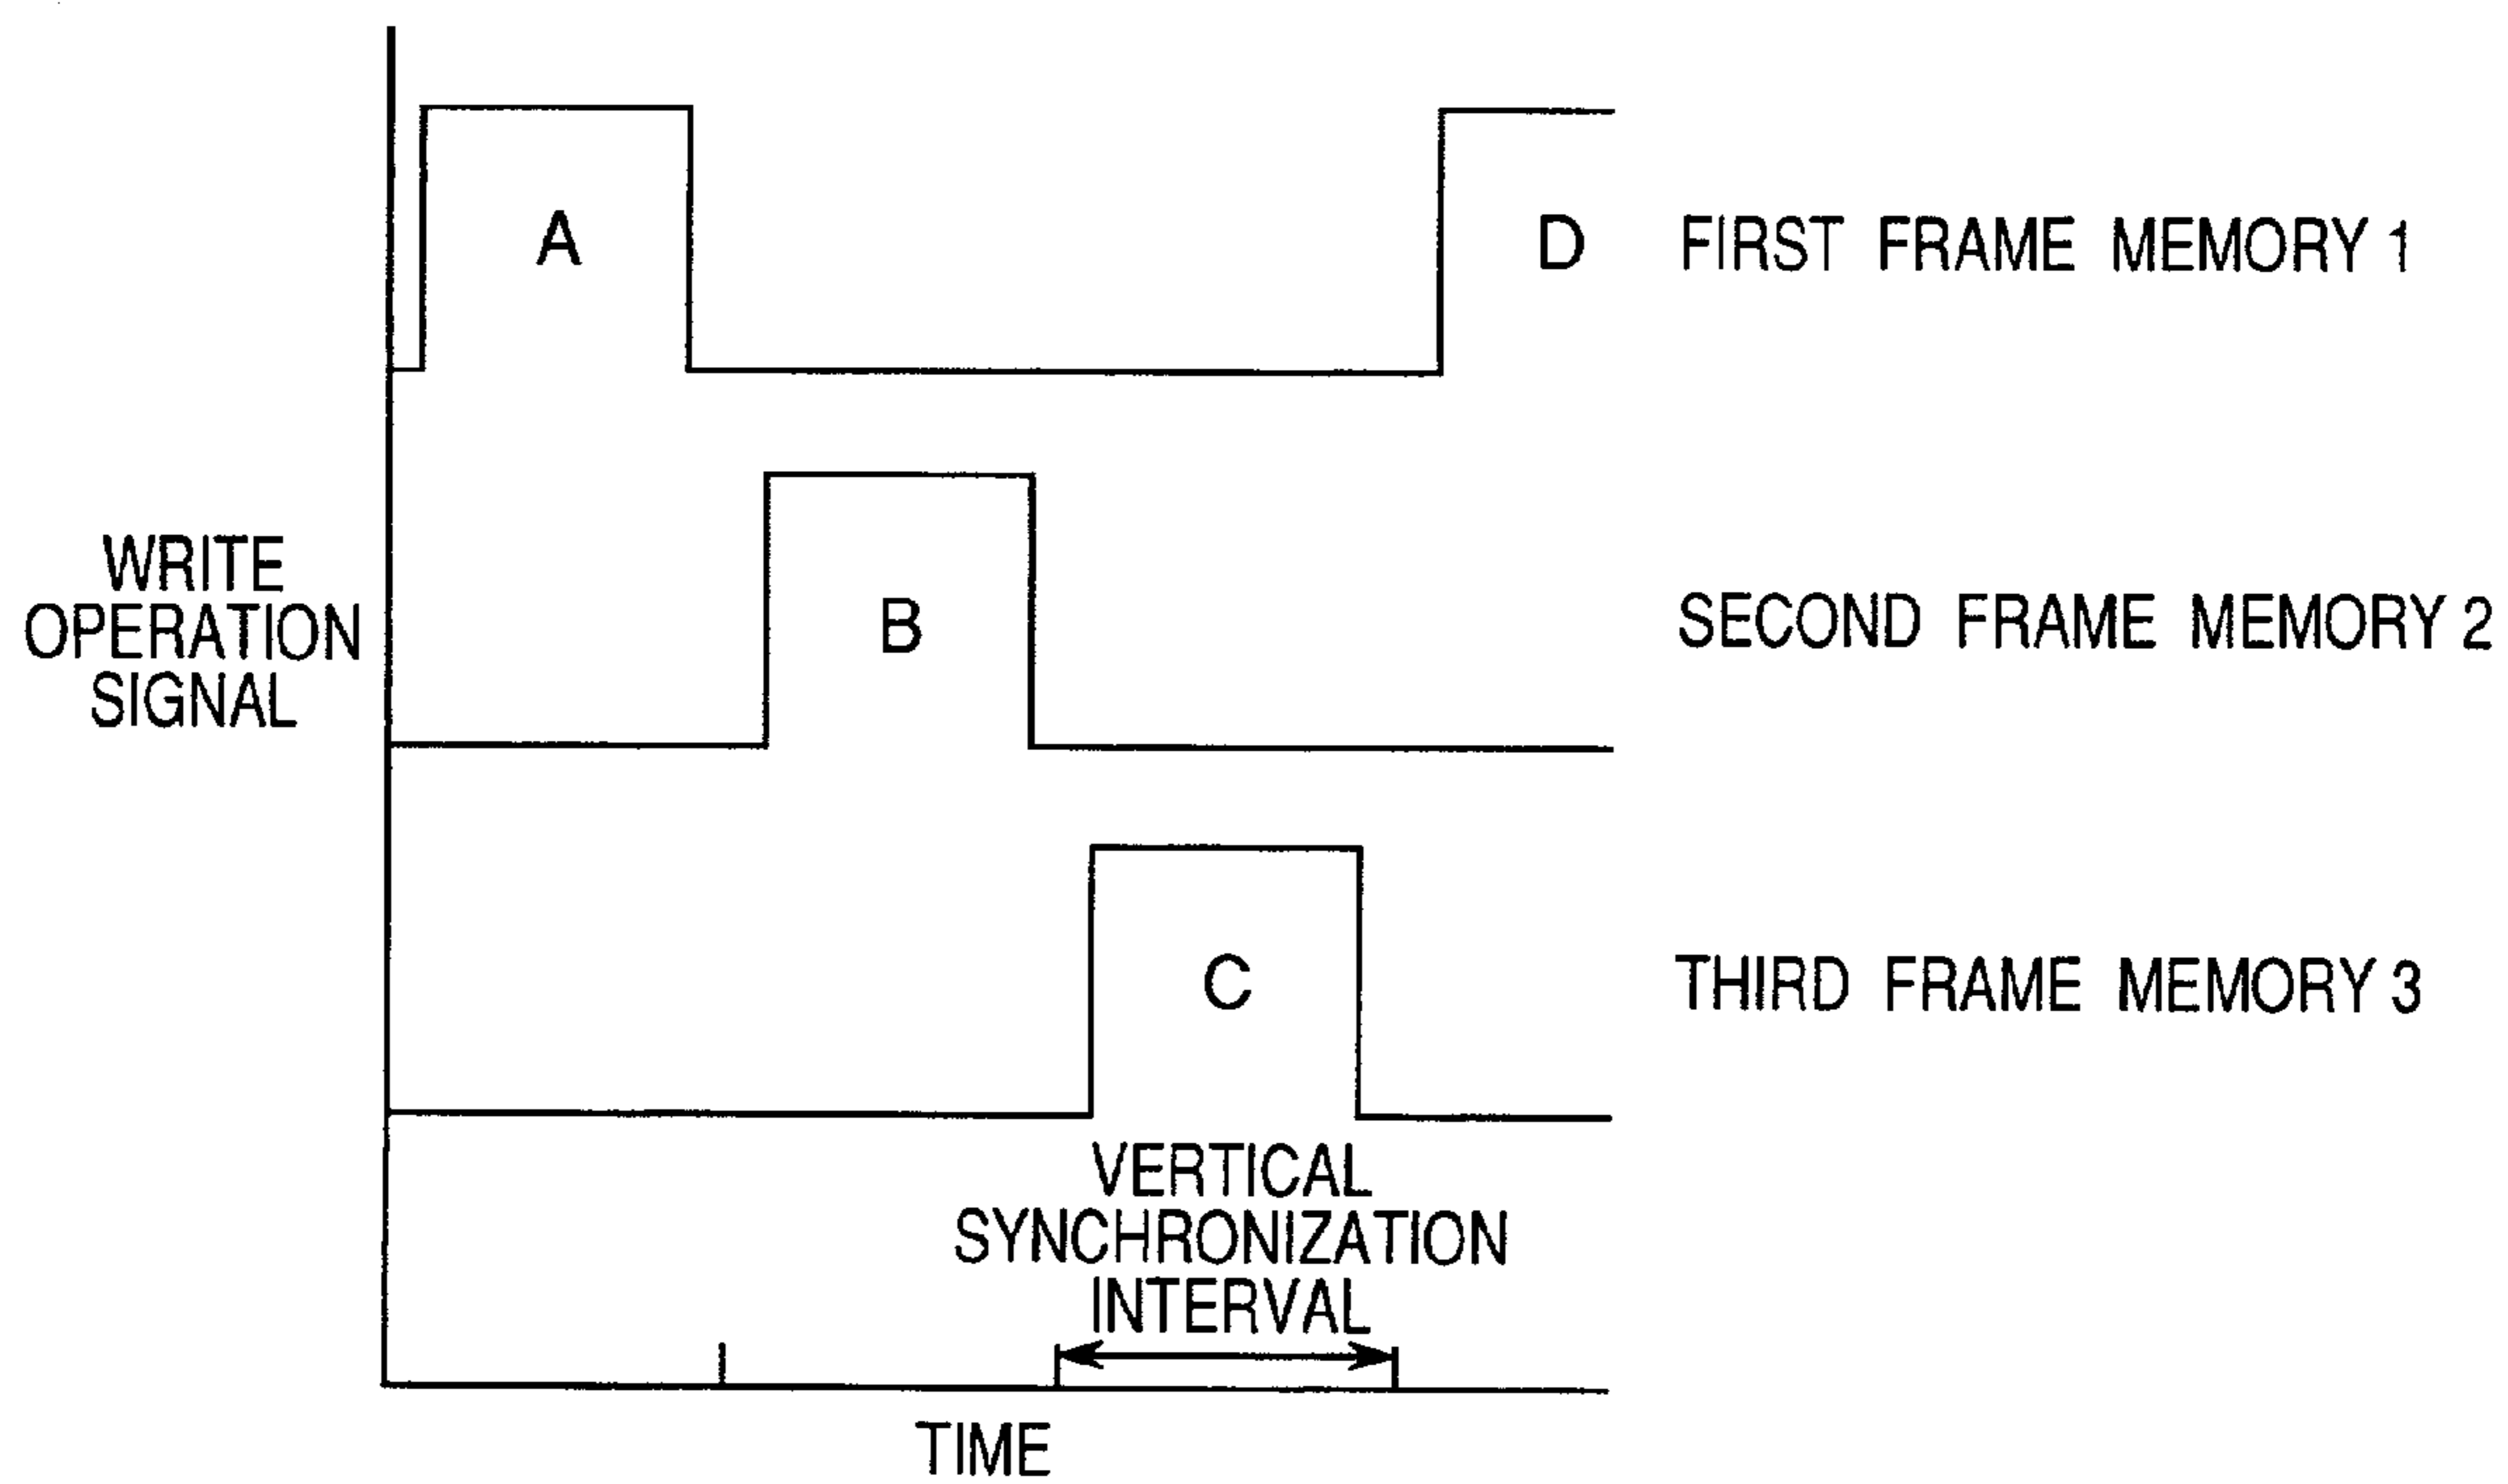 A
D
FIRST FRAME MEMORY 1
WRITE
OPERATION
SIGNAL
B
SECOND FRAME MEMORY 2
C
THIRD FRAME MEMORY 3
VERTICAL
SYNCHRONIZATION
INTERVAL
TIME